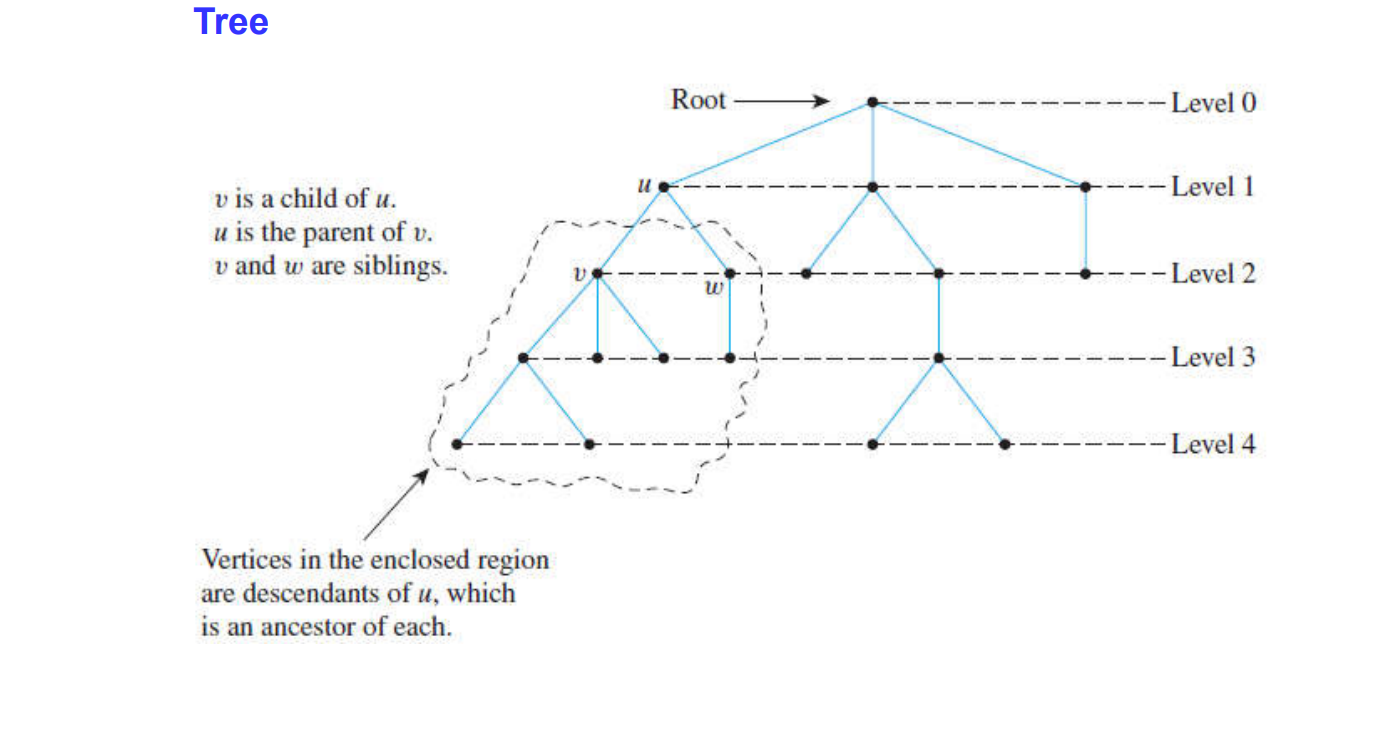 Tree
Root
Level 0
u
Level 1
v is a child of u.
u is the parent of v.
v and w are siblings.
v
w
Level 2
Level 3
Level 4
Vertices in the enclosed region
are descendants of u, which
is an ancestor of each.